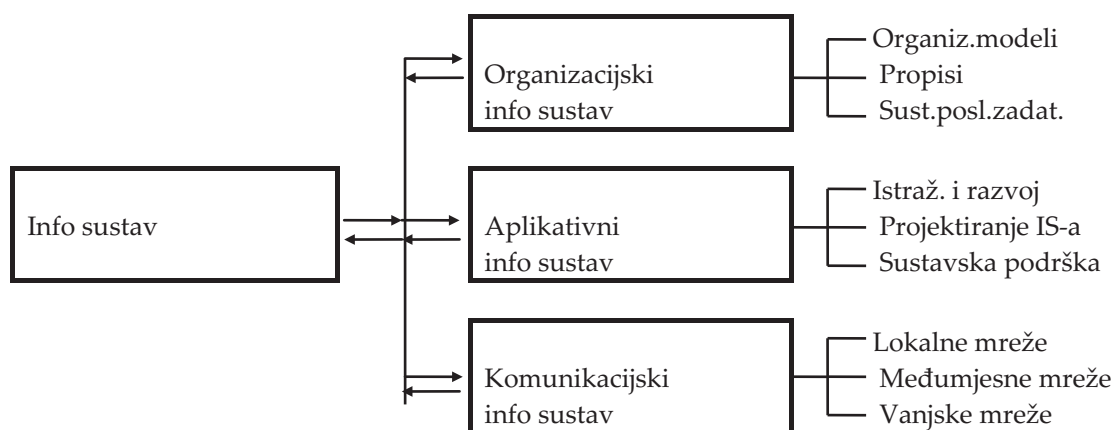 Organizacijski
info sustav
Organiz.modeli
Propisi
Sust.posl.zadat.
Info sustav
Aplikativni
info sustav
Istraž. i razvoj
Projektiranje IS-a
Sustavska podrška
Komunikacijski
info sustav
Lokalne mreže
Međumjesne mreže
Vanjske mreže